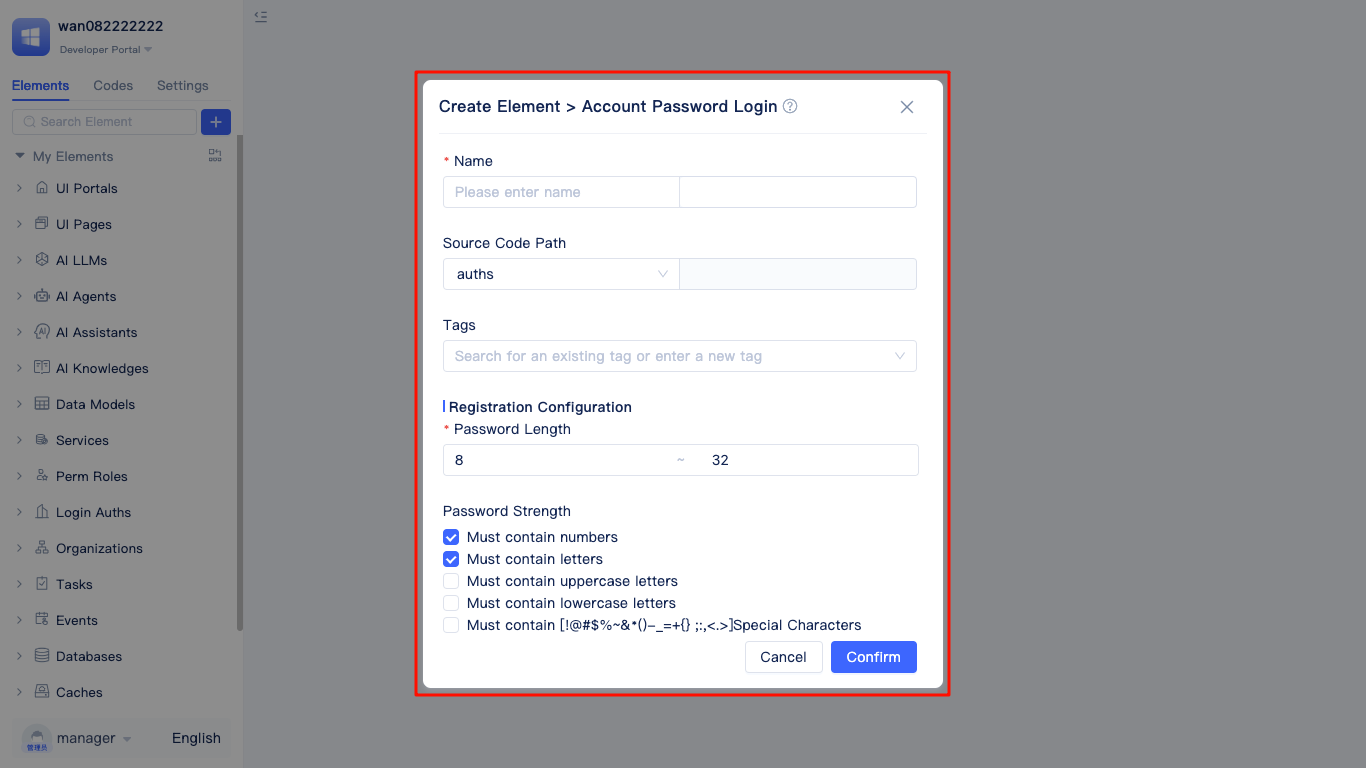 wan082222222
Developer Portal
Elements Codes Settings
Search Element
My Elements
UI Portals
UI Pages
AI LLMs
AI Agents
AI Assistants
AI Knowledges
Data Models
Services
Perm Roles
Login Auths
Organizations
Tasks
Events
Databases
Caches
管理员
manager
English
Create Element > Account Password Login
* Name
Please enter name
Source Code Path
auths
Tags
Search for an existing tag or enter a new tag
Registration Configuration
* Password Length
8 ~ 32
Password Strength
Must contain numbers
Must contain letters
Must contain uppercase letters
Must contain lowercase letters
Must contain [!@#$%~&*()-_=+{} ;:,<.>]Special Characters
Cancel Confirm